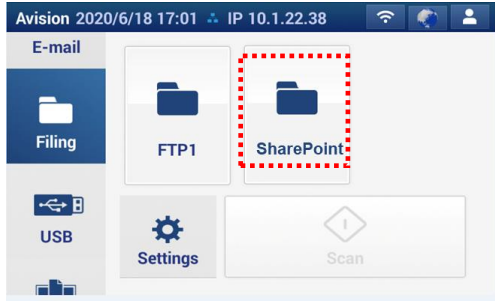 Avision 2020/6/18 17:01 IP 10.1.22.38
E-mail
Filing
FTP1
SharePoint
USB
Settings
Scan